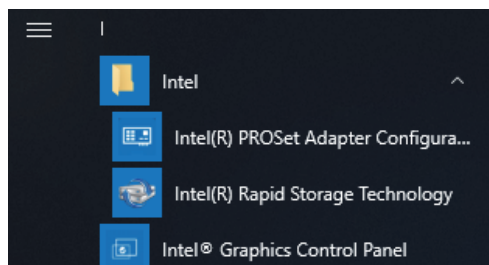 I
Intel
Intel(R) PROSet Adapter Configura...
Intel(R) Rapid Storage Technology
Intel® Graphics Control Panel